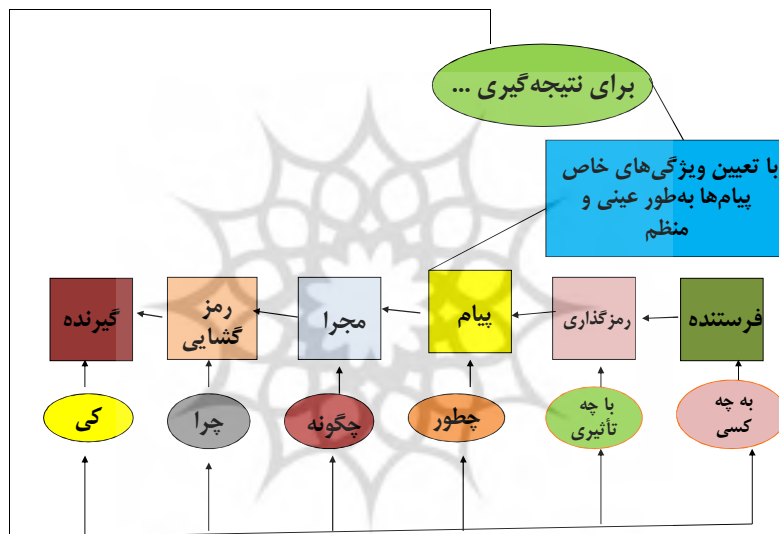 برای نتیجه‌گیری ...
با تعیین ویژگی‌های خاص
پیام‌ها به‌طور عینی و
منظم
فرستنده
رمزگذاری
پیام
مجرا
رمز
گشایی
گیرنده
به چه
کسی
با چه
تأثیری
چطور
چگونه
چرا
کی